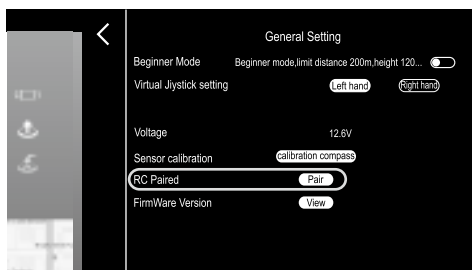 General Setting
Beginner Mode Beginner mode,limit distance 200m,height 120...
Virtual Jiystick setting Left hand Right hand
Voltage 12.6V
Sensor calibration calibration compass
RC Paired Pair
FirmWare Version View